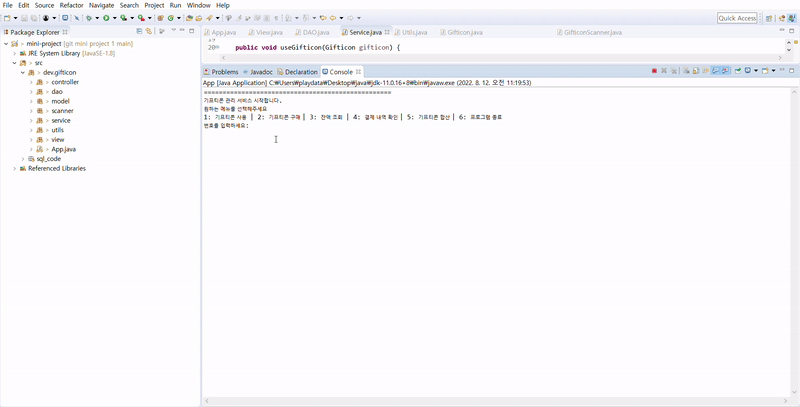 File Edit Source Refactor Navigate Search Project Run Window Help
Quick Access
Package Explorer
mini-project [git mini project 1 main]
JRE System Library [JavaSE-1.8]
src
dev.gifticon
controller
dao
model
scanner
service
utils
view
App.java
sql_code
Referenced Libraries
App.java View.java DAO.java Service.java Utils.java Gifticon.java GifticonScanner.java
20 public void useGifticon(Gifticon gifticon) {
Problems Javadoc Declaration Console
App [Java Application] C:₩Users₩playdata₩Desktop₩java₩jdk-11.0.16+8₩bin₩javaw.exe (2022. 8. 12. 오전 11:19:53)
==================================================
기프티콘 관리 서비스 시작합니다.
원하는 메뉴를 선택해주세요
1: 기프티콘 사용 | 2: 기프티콘 구매 | 3: 잔액 조회 | 4: 결제 내역 확인 | 5: 기프티콘 합산 | 6: 프로그램 종료
번호를 입력하세요: